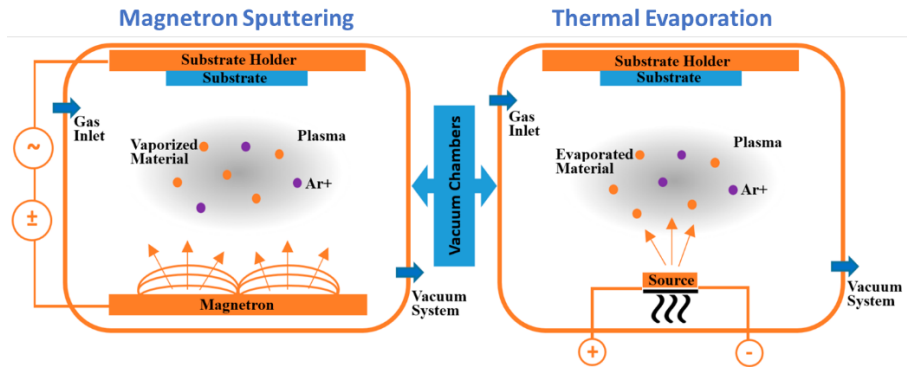 Magnetron Sputtering
Substrate Holder
Substrate
Gas
Inlet
Vaporized
Material
Plasma
Ar+
~
±
Magnetron
Vacuum
System
Vacuum Chambers
Thermal Evaporation
Substrate Holder
Substrate
Gas
Inlet
Evaporated
Material
Plasma
Ar+
Source
Vacuum
System
+
-